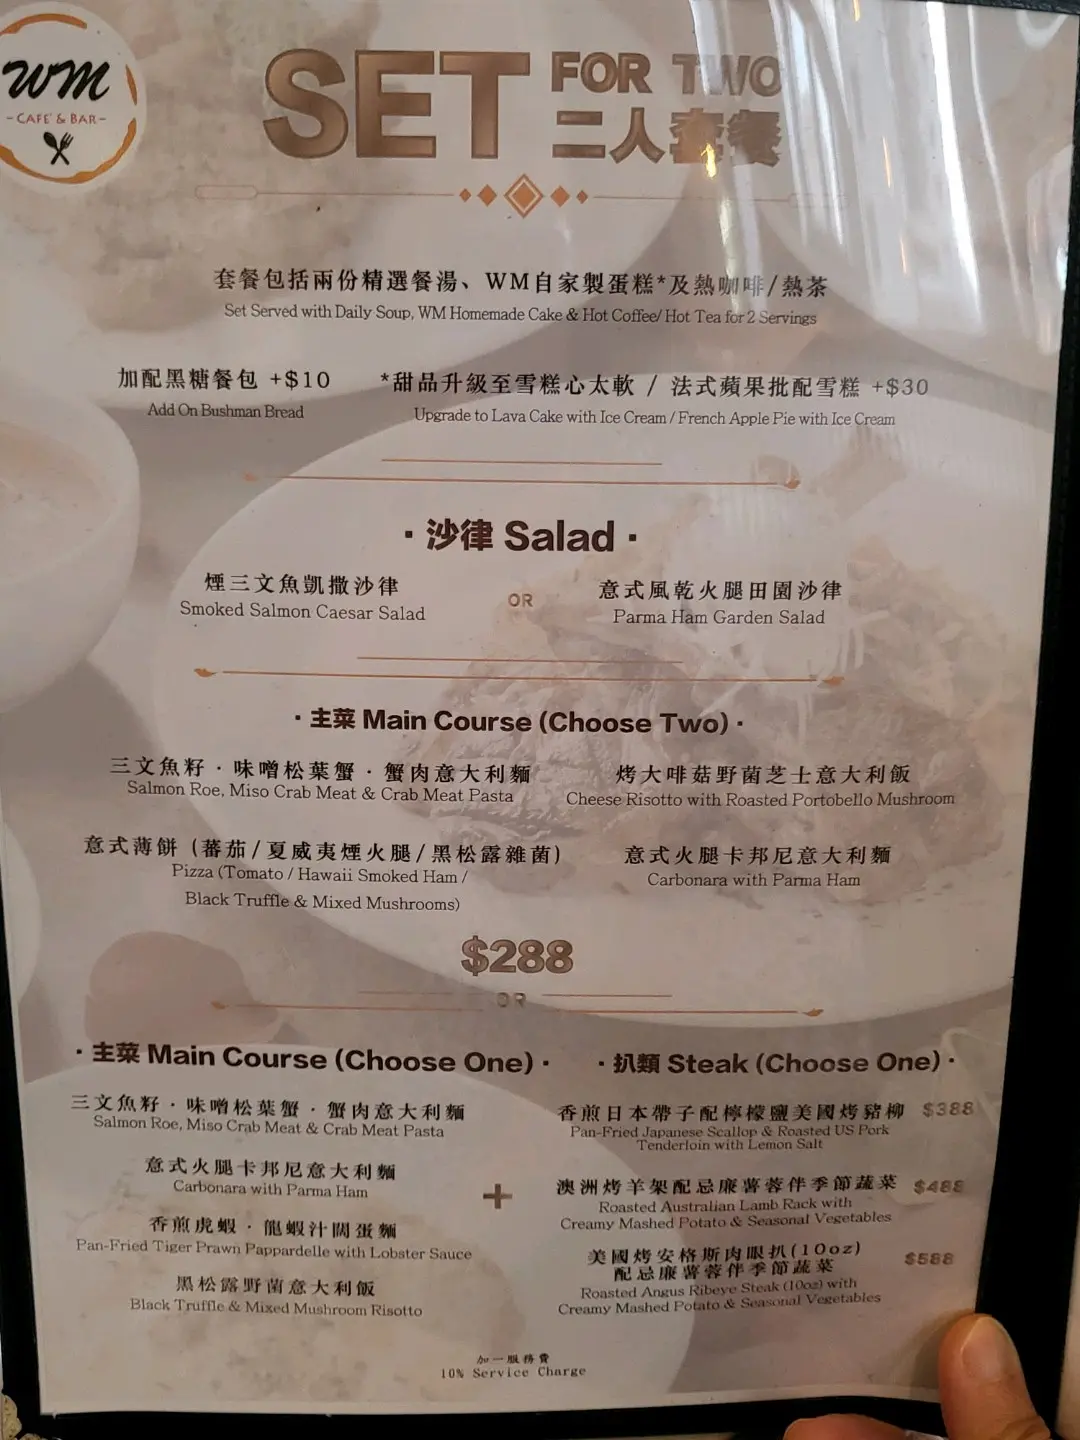 WM
- CAFE & BAR -
SET FOR TWO
二人套餐
套餐包括兩份精選餐湯、WM自家製蛋糕*及熱咖啡/熱茶
Set Served with Daily Soup, WM Homemade Cake & Hot Coffee/ Hot Tea for 2 Servings
加配黑糖餐包 +$10
Add On Bushman Bread
*甜品升級至雪糕心太軟 / 法式蘋果批配雪糕 +$30
Upgrade to Lava Cake with Ice Cream / French Apple Pie with Ice Cream
· 沙律 Salad ·
煙三文魚凱撒沙律
Smoked Salmon Caesar Salad
OR
意式風乾火腿田園沙律
Parma Ham Garden Salad
· 主菜 Main Course (Choose Two) ·
三文魚籽 · 味噌松葉蟹 · 蟹肉意大利麵
Salmon Roe, Miso Crab Meat & Crab Meat Pasta
烤大啡菇野菌芝士意大利飯
Cheese Risotto with Roasted Portobello Mushroom
意式薄餅 (蕃茄/夏威夷煙火腿/黑松露雜菌)
Pizza (Tomato / Hawaii Smoked Ham /
Black Truffle & Mixed Mushrooms)
意式火腿卡邦尼意大利麵
Carbonara with Parma Ham
$288
OR
· 主菜 Main Course (Choose One) ·
三文魚籽 · 味噌松葉蟹 · 蟹肉意大利麵
Salmon Roe, Miso Crab Meat & Crab Meat Pasta
意式火腿卡邦尼意大利麵
Carbonara with Parma Ham
香煎虎蝦 · 龍蝦汁闊蛋麵
Pan-Fried Tiger Prawn Pappardelle with Lobster Sauce
黑松露野菌意大利飯
Black Truffle & Mixed Mushroom Risotto
+
· 扒類 Steak (Choose One) ·
香煎日本帶子配檸檬鹽美國烤豬柳 $388
Pan-Fried Japanese Scallop & Roasted US Pork
Tenderloin with Lemon Salt
澳洲烤羊架配忌廉薯蓉伴季節蔬菜 $488
Roasted Australian Lamb Rack with
Creamy Mashed Potato & Seasonal Vegetables
美國烤安格斯肉眼扒(10oz)
配忌廉薯蓉伴季節蔬菜 $588
Roasted Angus Ribeye Steak (10oz) with
Creamy Mashed Potato & Seasonal Vegetables
加一服務費
10% Service Charge